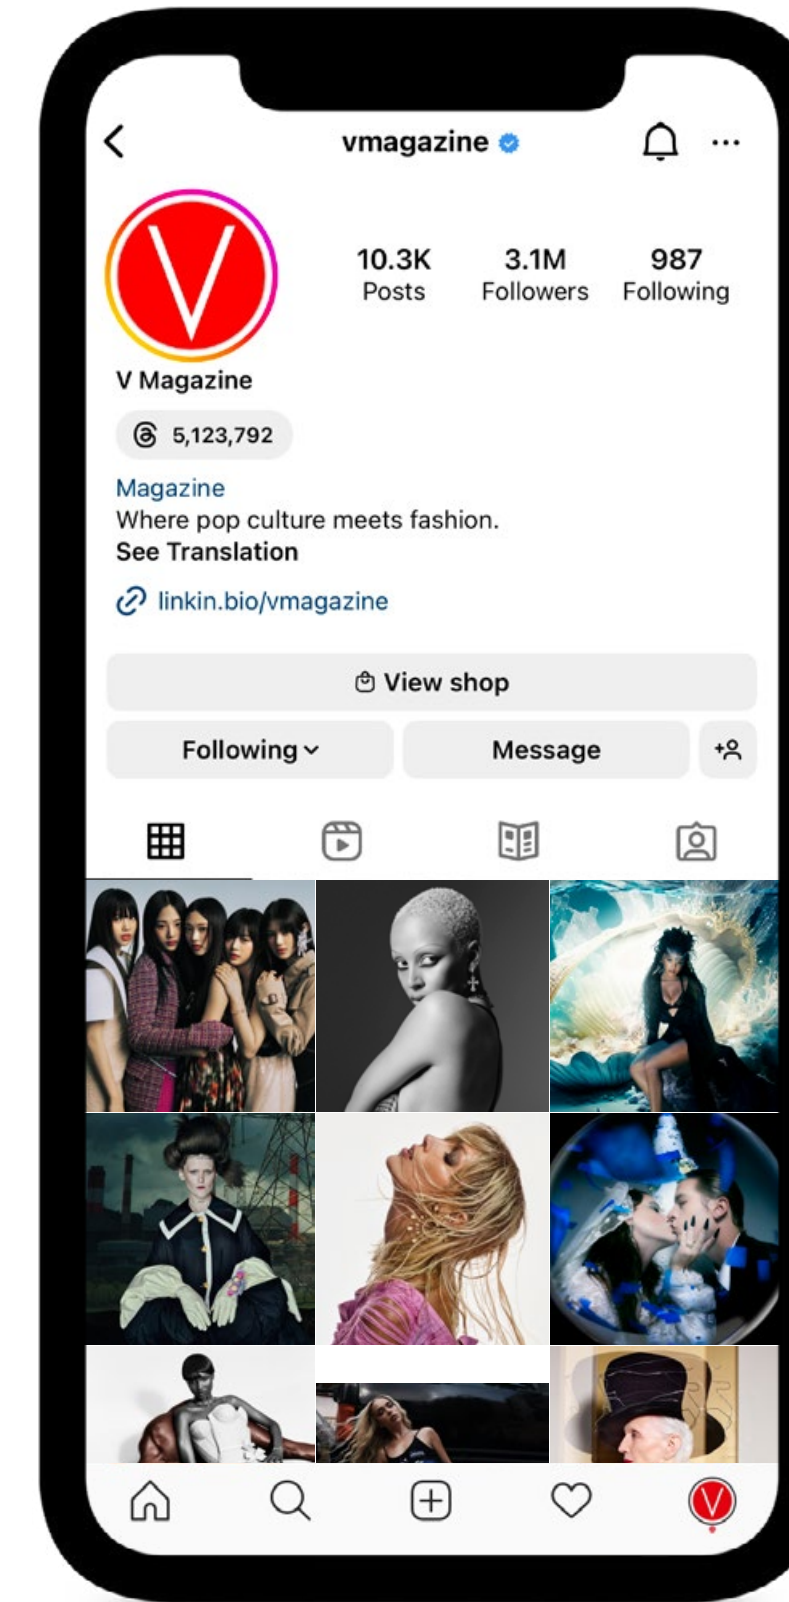 vmagazine
V
10.3K
Posts
3.1M
Followers
987
Following
V Magazine
5,123,792
Magazine
Where pop culture meets fashion.
See Translation
linkin.bio/vmagazine
View shop
Following
Message
V